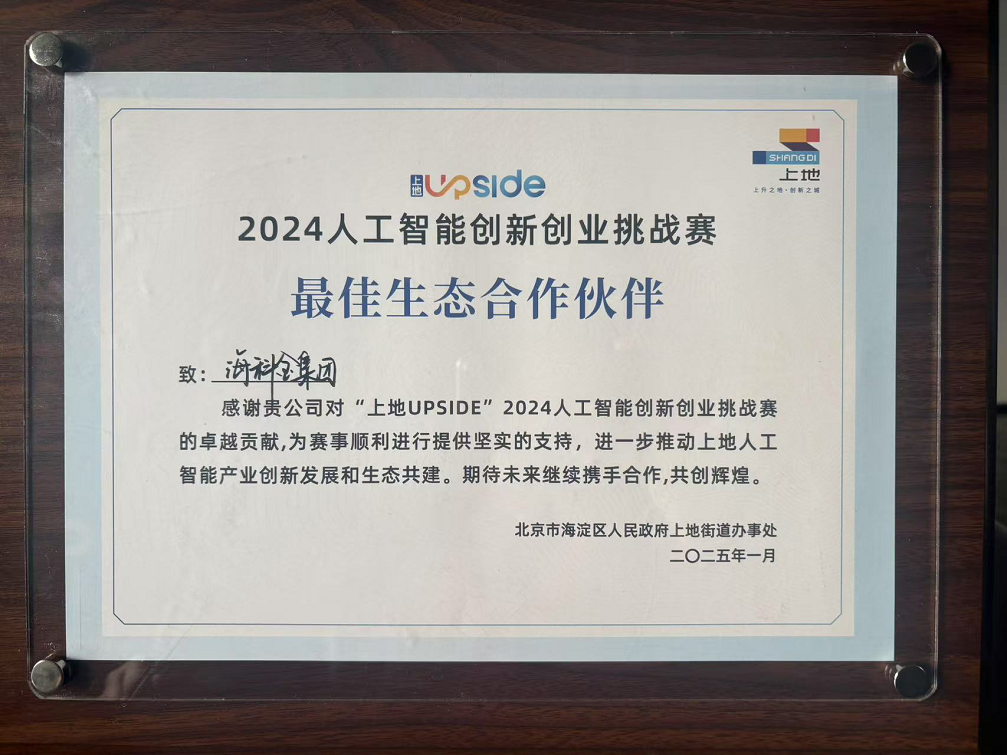 SHANGDI
上地
上升之地·创新之城
上地upside
2024人工智能创新创业挑战赛
最佳生态合作伙伴
致：海科全集团
感谢贵公司对“上地UPSIDE”2024人工智能创新创业挑战赛
的卓越贡献,为赛事顺利进行提供坚实的支持，进一步推动上地人工
智能产业创新发展和生态共建。期待未来继续携手合作,共创辉煌。
北京市海淀区人民政府上地街道办事处
二〇二五年一月